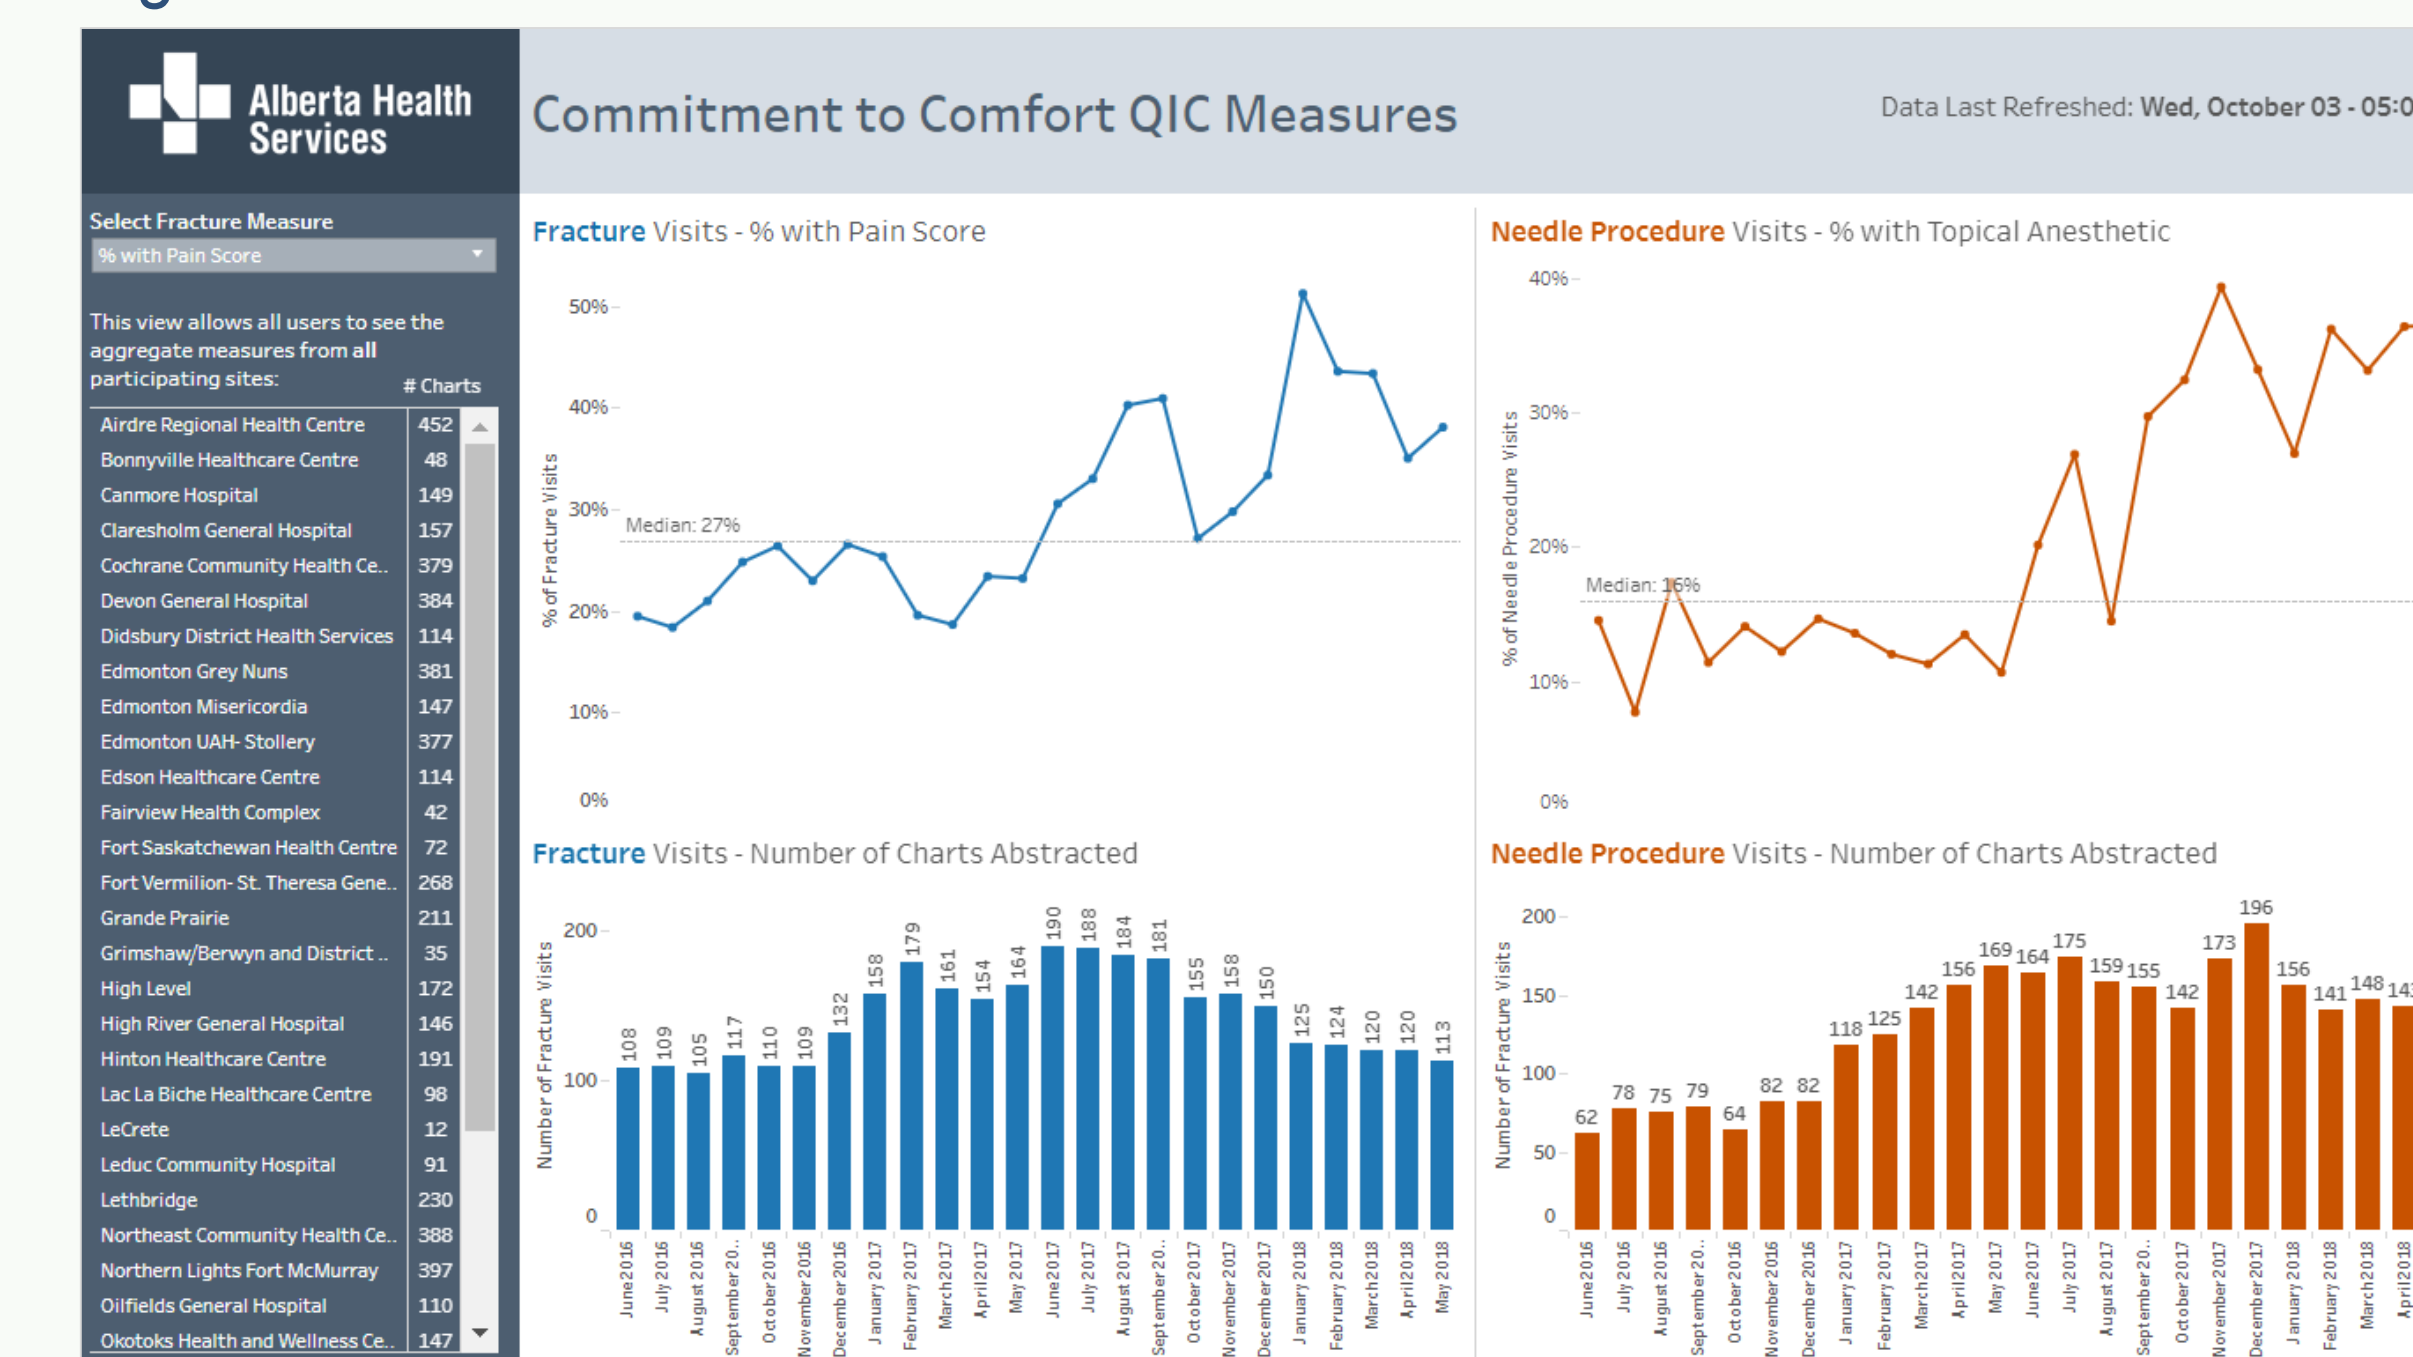 Alberta Health
Services
Commitment to Comfort QIC Measures
Data Last Refreshed: Wed, October 03 - 05:0
Select Fracture Measure
% with Pain Score
This view allows all users to see the
aggregate measures from all
participating sites:
# Charts
Airdre Regional Health Centre 452
Bonnyville Healthcare Centre 48
Canmore Hospital 149
Claresholm General Hospital 157
Cochrane Community Health Ce.. 379
Devon General Hospital 384
Didsbury District Health Services 114
Edmonton Grey Nuns 381
Edmonton Misericordia 147
Edmonton UAH- Stollery 377
Edson Healthcare Centre 114
Fairview Health Complex 42
Fort Saskatchewan Health Centre 72
Fort Vermilion- St. Theresa Gene.. 268
Grande Prairie 211
Grimshaw/Berwyn and District .. 35
High Level 172
High River General Hospital 146
Hinton Healthcare Centre 191
Lac La Biche Healthcare Centre 98
LeCrete 12
Leduc Community Hospital 91
Lethbridge 230
Northeast Community Health Ce.. 388
Northern Lights Fort McMurray 397
Oilfields General Hospital 110
Okotoks Health and Wellness Ce.. 147
Fracture Visits - % with Pain Score
% of Fracture Visits
50%
40%
30%
20%
10%
0%
Median: 27%
Needle Procedure Visits - % with Topical Anesthetic
% of Needle Procedure Visits
40%
30%
20%
10%
0%
Median: 16%
Fracture Visits - Number of Charts Abstracted
Number of Fracture Visits
200
100
0
108 109 105 117 110 109 132 158 179 161 154 164 190 188 184 181 155 158 150 125 124 120 120 113
June 2016
July 2016
August 2016
September 20..
October 2016
November 2016
December 2016
January 2017
February 2017
March 2017
April 2017
May 2017
June 2017
July 2017
August 2017
September 20..
October 2017
November 2017
December 2017
January 2018
February 2018
March 2018
April 2018
May 2018
Needle Procedure Visits - Number of Charts Abstracted
Number of Fracture Visits
200
150
100
50
0
62 78 75 79 64 82 82 118 125 142 156 169 164 175 159 155 142 173 196 156 141 148 143
June 2016
July 2016
August 2016
September 20..
October 2016
November 2016
December 2016
January 2017
February 2017
March 2017
April 2017
May 2017
June 2017
July 2017
August 2017
September 20..
October 2017
November 2017
December 2017
January 2018
February 2018
March 2018
April 2018